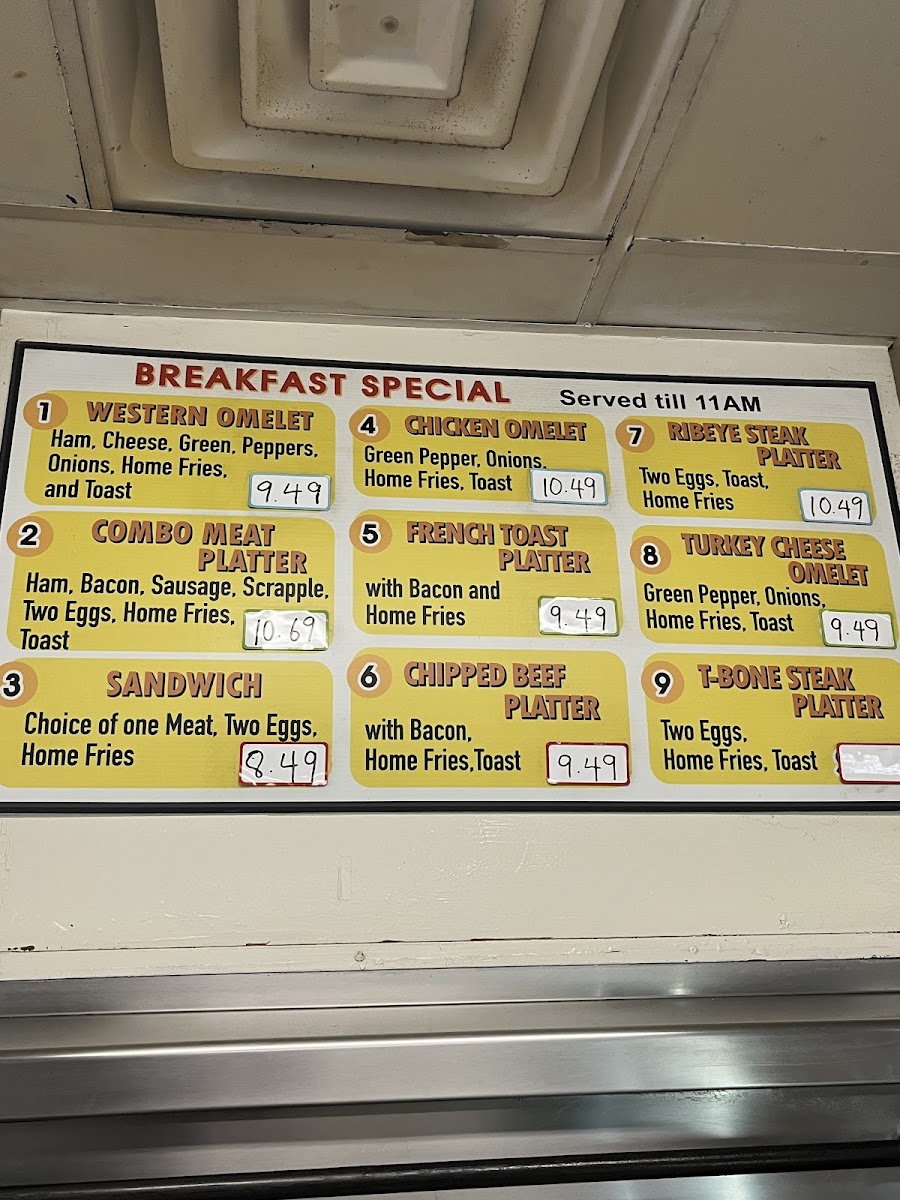 BREAKFAST SPECIAL Served till 11AM
1 WESTERN OMELET
Ham, Cheese, Green, Peppers,
Onions, Home Fries,
and Toast 9.49
2 COMBO MEAT
PLATTER
Ham, Bacon, Sausage, Scrapple,
Two Eggs, Home Fries,
Toast 10.69
3 SANDWICH
Choice of one Meat, Two Eggs,
Home Fries 8.49
4 CHICKEN OMELET
Green Pepper, Onions,
Home Fries, Toast 10.49
5 FRENCH TOAST
PLATTER
with Bacon and
Home Fries 9.49
6 CHIPPED BEEF
PLATTER
with Bacon,
Home Fries,Toast 9.49
7 RIBEYE STEAK
PLATTER
Two Eggs, Toast,
Home Fries 10.49
8 TURKEY CHEESE
OMELET
Green Pepper, Onions,
Home Fries, Toast 9.49
9 T-BONE STEAK
PLATTER
Two Eggs,
Home Fries, Toast